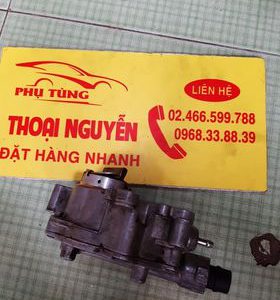 PHỤ TÙNG
THOẠI NGUYỄN
ĐẶT HÀNG NHANH
LIÊN HỆ
02.466.599.788
0968.33.88.39